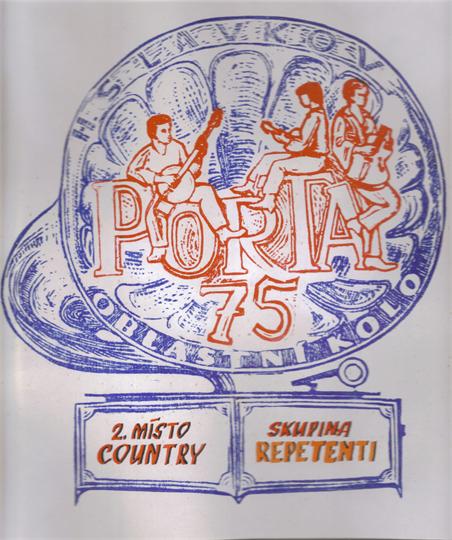 H. SLAVKOV
PORTA
75
OBLASTNÍ KOLO
2. MÍSTO
COUNTRY
SKUPINA
REPETENTI